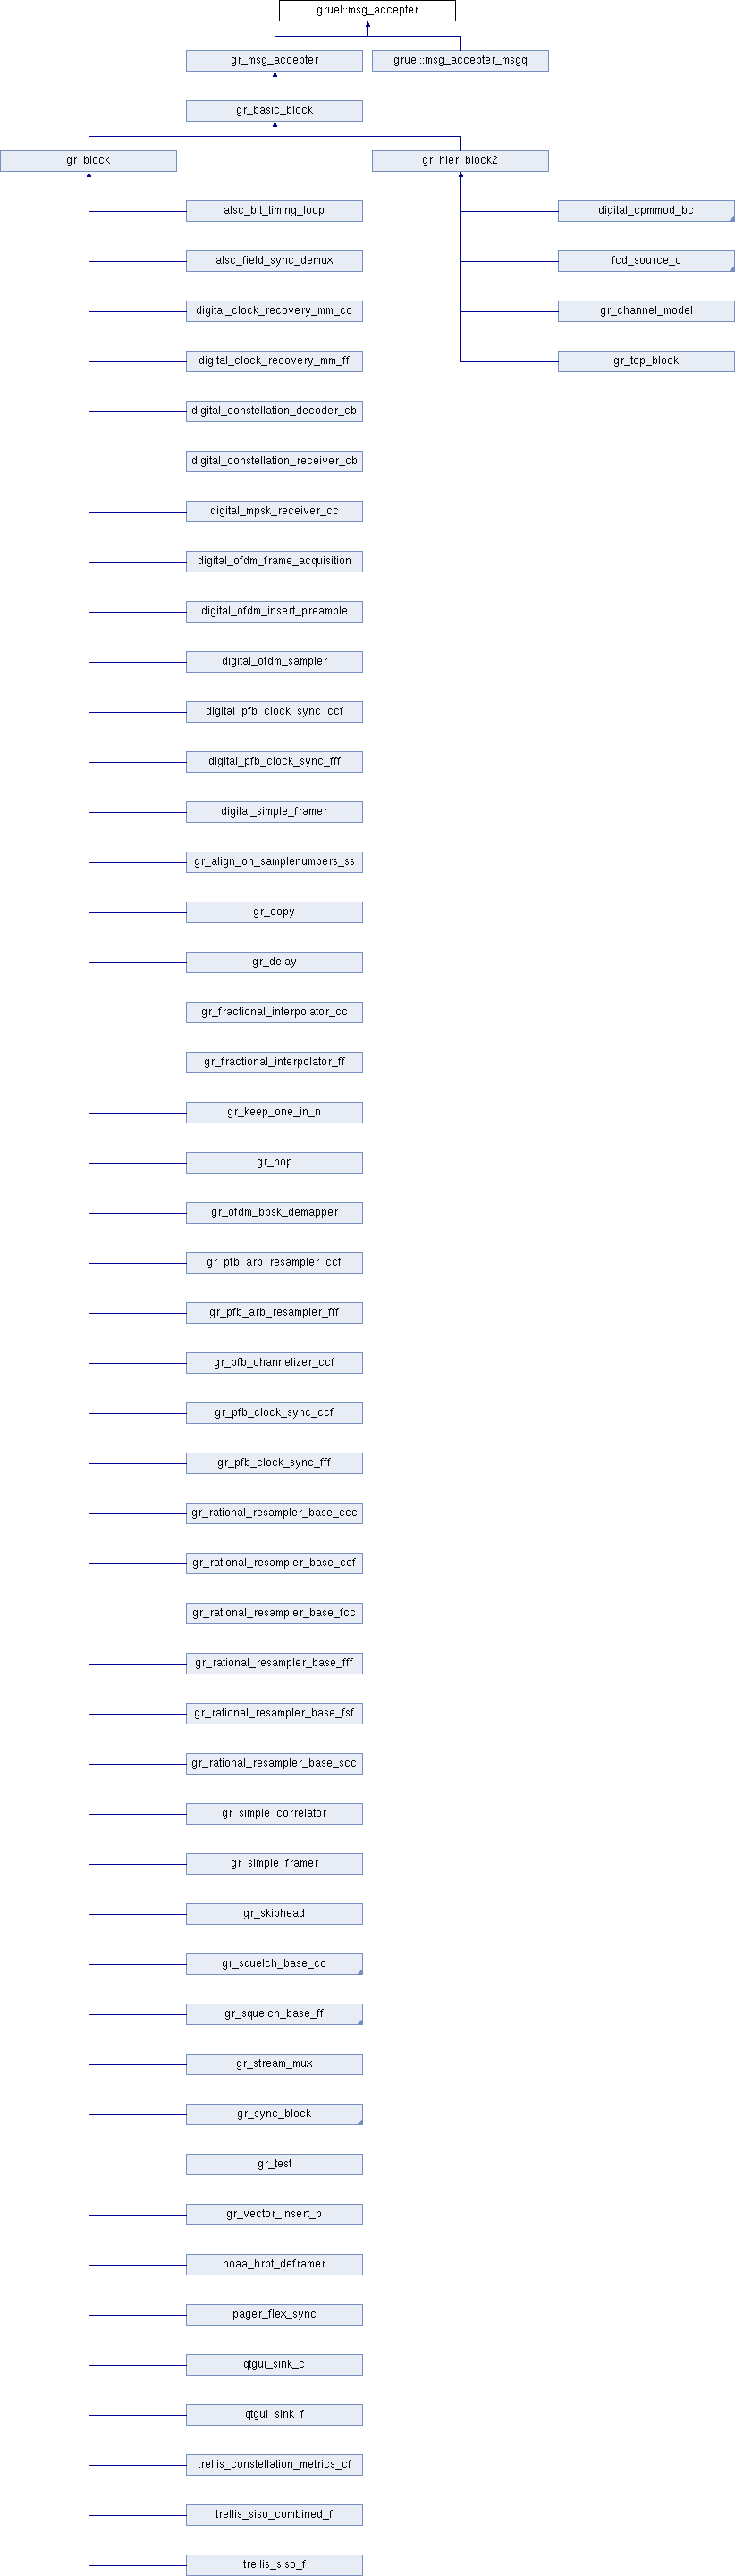 gruel::msg_accepter
gr_msg_accepter
gruel::msg_accepter_msgq
gr_basic_block
gr_block
gr_hier_block2
atsc_bit_timing_loop
digital_cpmmod_bc
atsc_field_sync_demux
fcd_source_c
digital_clock_recovery_mm_cc
gr_channel_model
digital_clock_recovery_mm_ff
gr_top_block
digital_constellation_decoder_cb
digital_constellation_receiver_cb
digital_mpsk_receiver_cc
digital_ofdm_frame_acquisition
digital_ofdm_insert_preamble
digital_ofdm_sampler
digital_pfb_clock_sync_ccf
digital_pfb_clock_sync_fff
digital_simple_framer
gr_align_on_samplenumbers_ss
gr_copy
gr_delay
gr_fractional_interpolator_cc
gr_fractional_interpolator_ff
gr_keep_one_in_n
gr_nop
gr_ofdm_bpsk_demapper
gr_pfb_arb_resampler_ccf
gr_pfb_arb_resampler_fff
gr_pfb_channelizer_ccf
gr_pfb_clock_sync_ccf
gr_pfb_clock_sync_fff
gr_rational_resampler_base_ccc
gr_rational_resampler_base_ccf
gr_rational_resampler_base_fcc
gr_rational_resampler_base_fff
gr_rational_resampler_base_fsf
gr_rational_resampler_base_scc
gr_simple_correlator
gr_simple_framer
gr_skiphead
gr_squelch_base_cc
gr_squelch_base_ff
gr_stream_mux
gr_sync_block
gr_test
gr_vector_insert_b
noaa_hrpt_deframer
pager_flex_sync
qtgui_sink_c
qtgui_sink_f
trellis_constellation_metrics_cf
trellis_siso_combined_f
trellis_siso_f